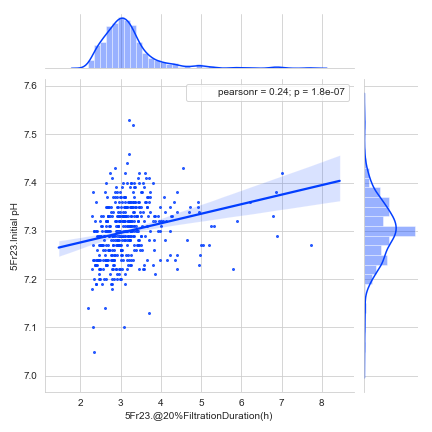 pearsonr = 0.24; p = 1.8e-07
7.6
7.5
7.4
7.3
7.2
7.1
7.0
5Fr23.Initial pH
2 3 4 5 6 7 8
5Fr23.@20%FiltrationDuration(h)